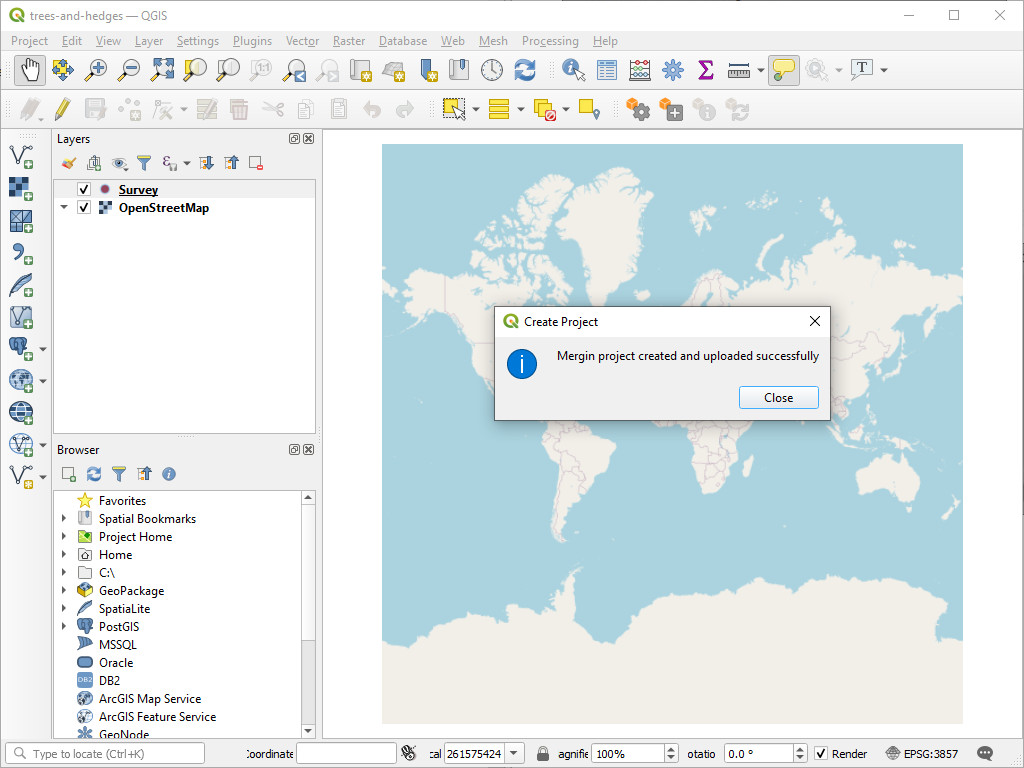 trees-and-hedges — QGIS
Project Edit View Layer Settings Plugins Vector Raster Database Web Mesh Processing Help
Layers
Survey
OpenStreetMap
Create Project
Mergin project created and uploaded successfully
Close
Browser
Favorites
Spatial Bookmarks
Project Home
Home
C:\
GeoPackage
SpatiaLite
PostGIS
MSSQL
Oracle
DB2
ArcGIS Map Service
ArcGIS Feature Service
GeoNode
Type to locate (Ctrl+K) Coordinate cal 261575424 agnifie 100% otatio 0.0 ° Render EPSG:3857